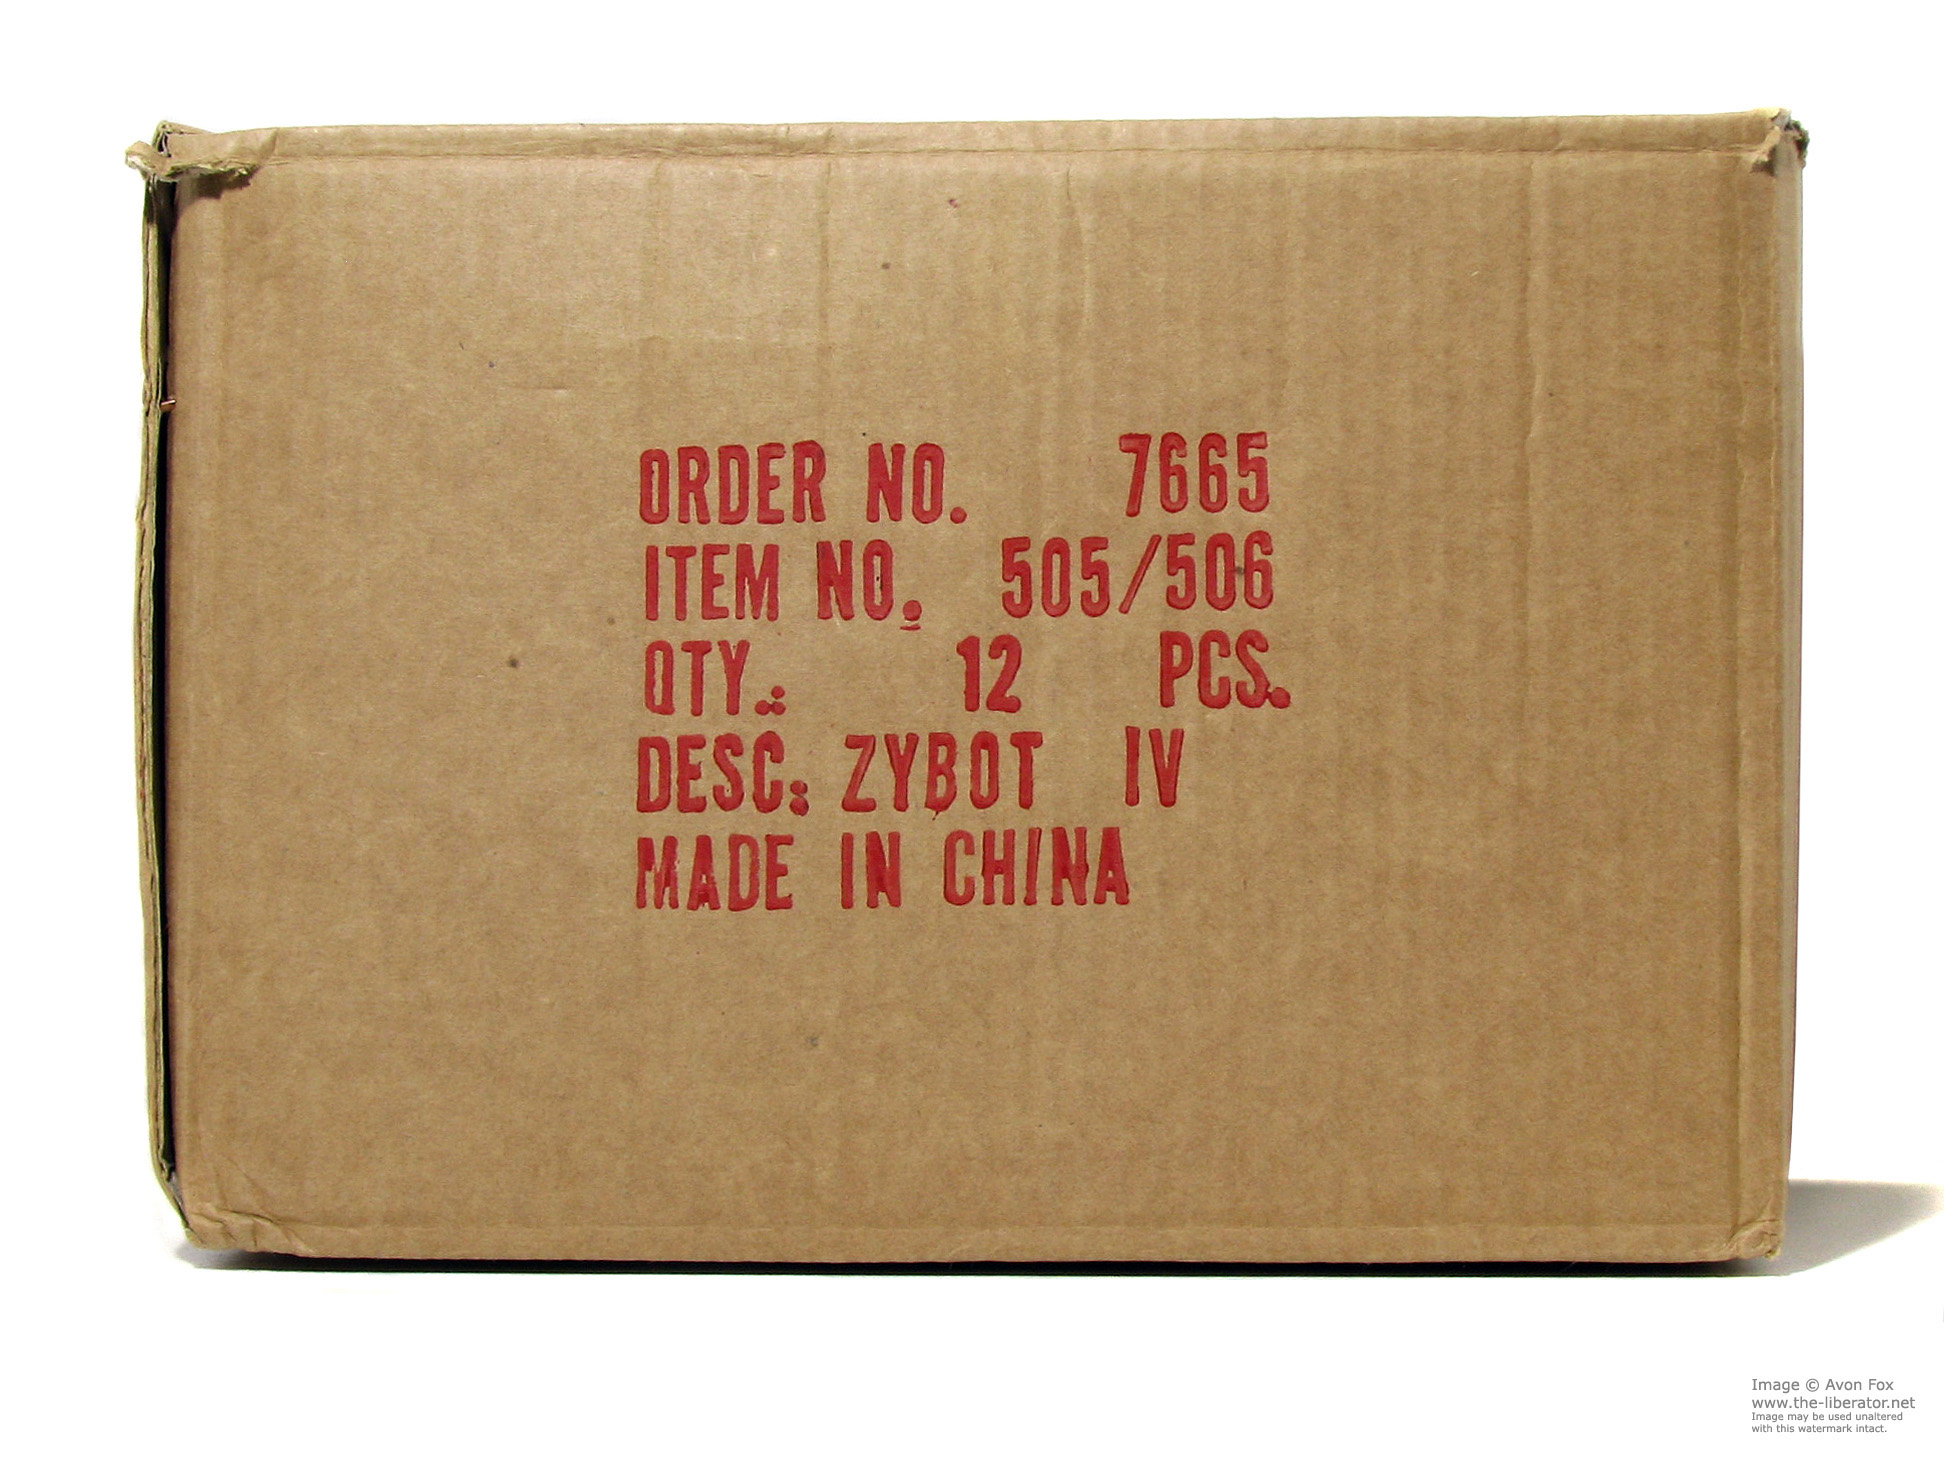 ORDER NO. 7665
ITEM NO. 505/506
QTY.: 12 PCS.
DESC: ZYBOT IV
MADE IN CHINA
Image © Avon Fox
www.the-liberator.net
Image may be used unaltered
with this watermark intact.